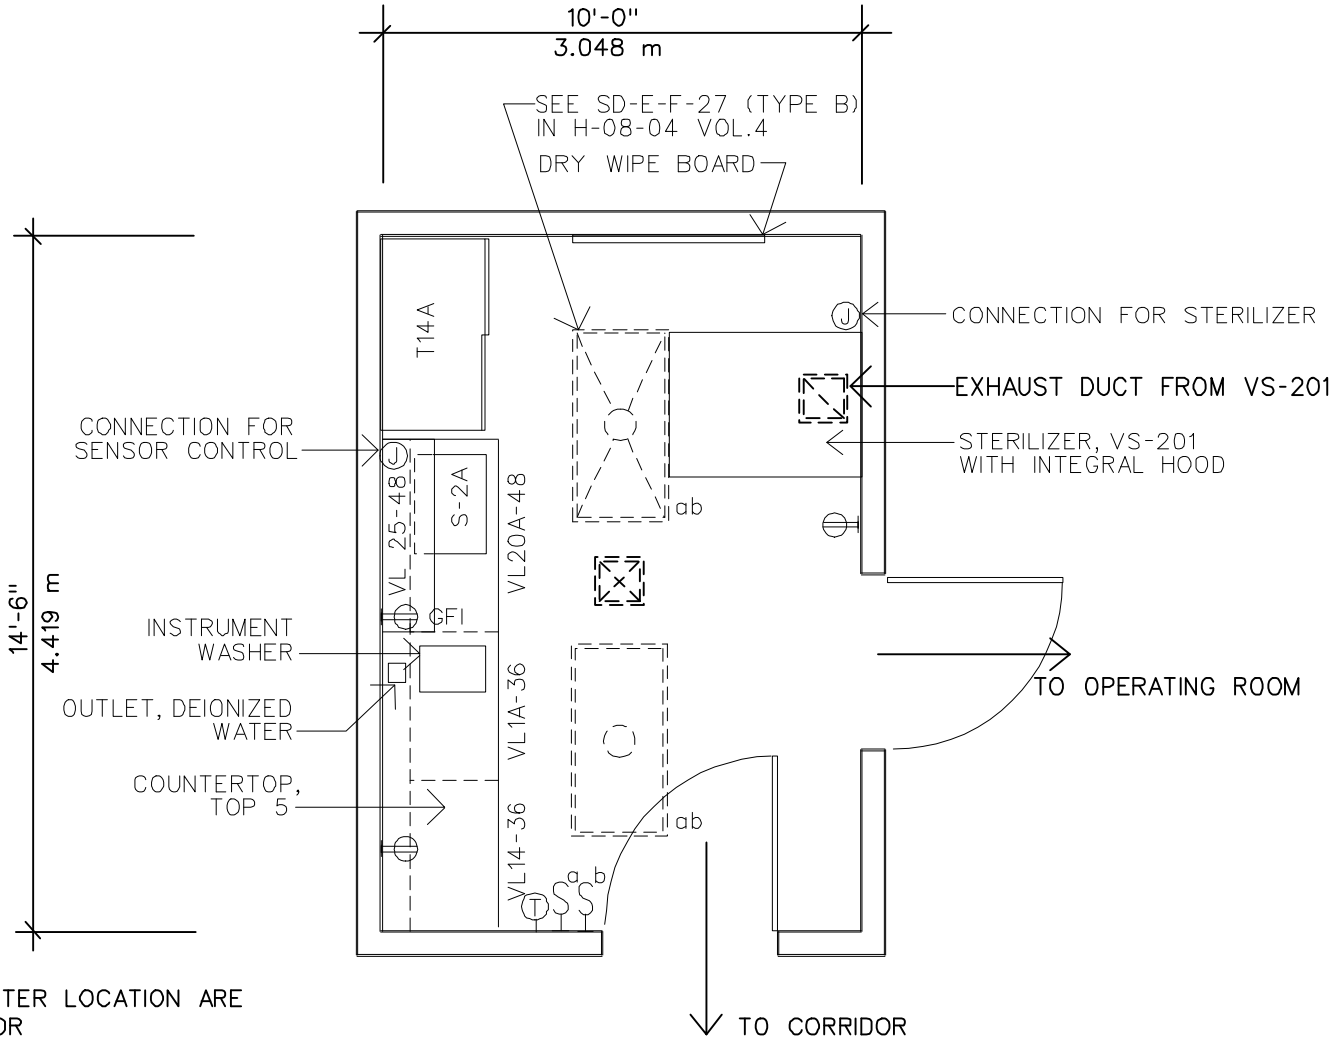 10'-0"
3.048 m
SEE SD-E-F-27 (TYPE B)
IN H-08-04 VOL.4
DRY WIPE BOARD
T14A
J
CONNECTION FOR STERILIZER
EXHAUST DUCT FROM VS-201
STERILIZER, VS-201
WITH INTEGRAL HOOD
CONNECTION FOR
SENSOR CONTROL
J
VL 25-48
S-2A
VL20A-48
ab
14'-6"
4.419 m
GFI
INSTRUMENT
WASHER
OUTLET, DEIONIZED
WATER
VL1A-36
TO OPERATING ROOM
COUNTERTOP,
TOP 5
VL14-36
ab
T
S a
S b
TER LOCATION ARE
OR
TO CORRIDOR